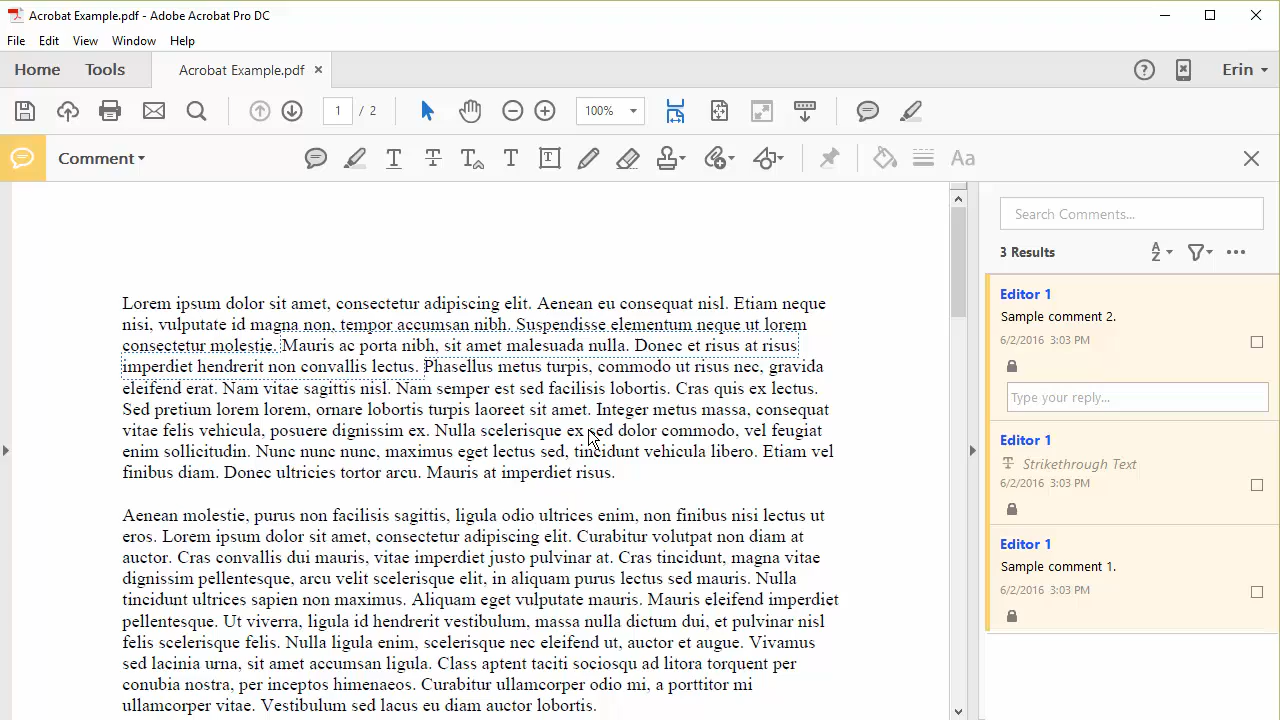 Acrobat Example.pdf - Adobe Acrobat Pro DC
File Edit View Window Help
Home Tools Acrobat Example.pdf × Erin
1 / 2 100%
Comment
Search Comments...
3 Results
Lorem ipsum dolor sit amet, consectetur adipiscing elit. Aenean eu consequat nisl. Etiam neque
nisi, vulputate id magna non, tempor accumsan nibh. Suspendisse elementum neque ut lorem
consectetur molestie. Mauris ac porta nibh, sit amet malesuada nulla. Donec et risus at risus
imperdiet hendrerit non convallis lectus. Phasellus metus turpis, commodo ut risus nec, gravida
eleifend erat. Nam vitae sagittis nisl. Nam semper est sed facilisis lobortis. Cras quis ex lectus.
Sed pretium lorem lorem, ornare lobortis turpis laoreet sit amet. Integer metus massa, consequat
vitae felis vehicula, posuere dignissim ex. Nulla scelerisque ex sed dolor commodo, vel feugiat
enim sollicitudin. Nunc nunc nunc, maximus eget lectus sed, tincidunt vehicula libero. Etiam vel
finibus diam. Donec ultricies tortor arcu. Mauris at imperdiet risus.
Aenean molestie, purus non facilisis sagittis, ligula odio ultrices enim, non finibus nisi lectus ut
eros. Lorem ipsum dolor sit amet, consectetur adipiscing elit. Curabitur volutpat non diam at
auctor. Cras convallis dui mauris, vitae imperdiet justo pulvinar at. Cras tincidunt, magna vitae
dignissim pellentesque, arcu velit scelerisque elit, in aliquam purus lectus sed mauris. Nulla
tincidunt ultrices sapien non maximus. Aliquam eget vulputate mauris. Mauris eleifend imperdiet
pellentesque. Ut viverra, ligula id hendrerit vestibulum, massa nulla dictum dui, et pulvinar nisl
felis scelerisque felis. Nulla ligula enim, scelerisque nec eleifend ut, auctor et augue. Vivamus
sed lacinia urna, sit amet accumsan ligula. Class aptent taciti sociosqu ad litora torquent per
conubia nostra, per inceptos himenaeos. Curabitur ullamcorper odio mi, a porttitor mi
ullamcorper vitae. Vestibulum sed lacus eu diam auctor lobortis.
Editor 1
Sample comment 2.
6/2/2016 3:03 PM
Type your reply...
Editor 1
Strikethrough Text
6/2/2016 3:03 PM
Editor 1
Sample comment 1.
6/2/2016 3:03 PM